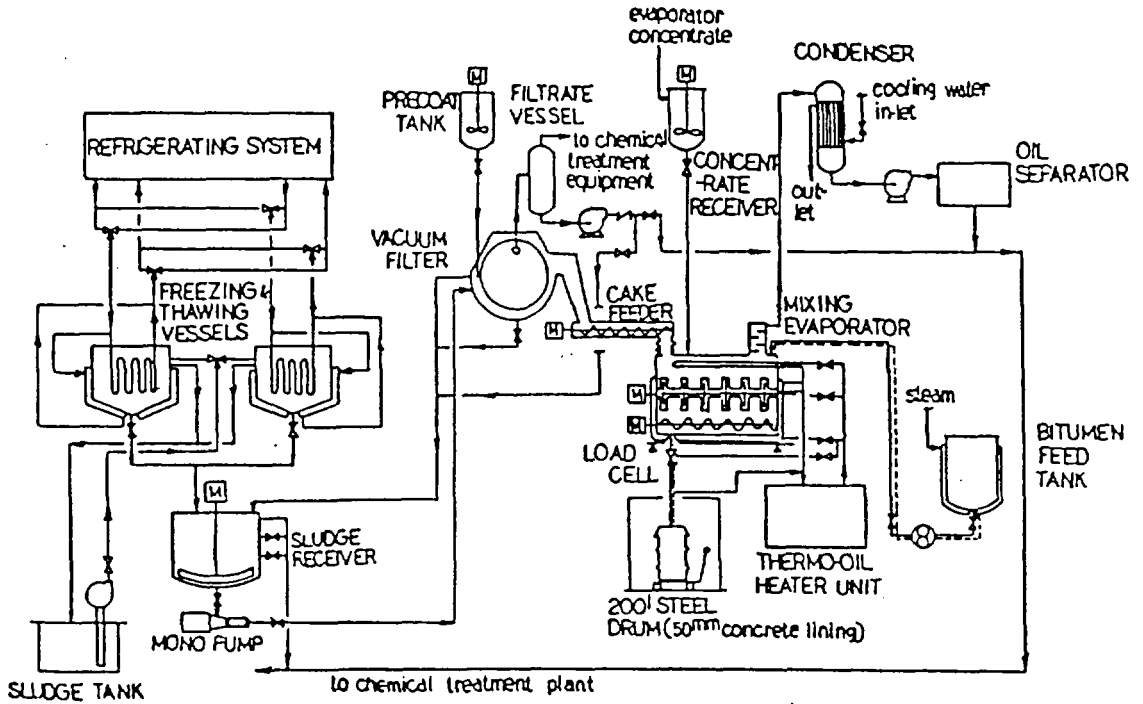 evaporator
concentrate
CONDENSER
cooling water
in-let
M
M
PRECOAT
TANK
FILTRATE
VESSEL
to chemical
treatment
equipment
CONCENT
-RATE
RECEIVER
out-
let
OIL
SEPARATOR
REFRIGERATING SYSTEM
VACUUM
FILTER
FREEZING &
THAWING
VESSELS
CAKE
FEEDER
M
MIXING
EVAPORATOR
M
M
steam
BITUMEN
FEED
TANK
LOAD
CELL
M
SLUDGE
RECEIVER
THERMO-OIL
HEATER UNIT
MONO PUMP
200l STEEL
DRUM (50mm concrete lining)
SLUDGE TANK
to chemical treatment plant